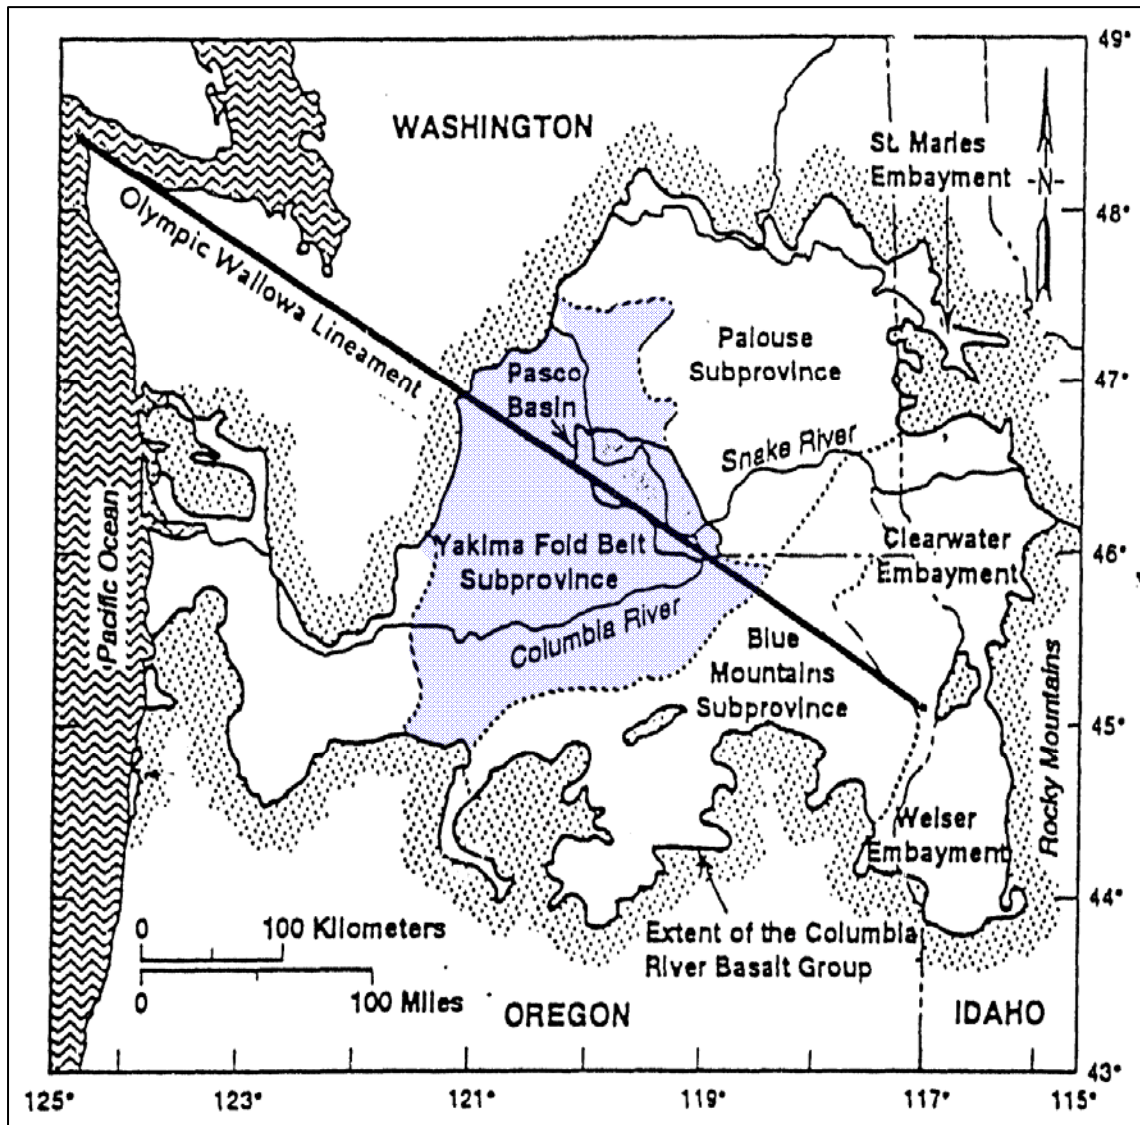 49°
WASHINGTON
St. Maries
Embayment
-N-
48°
Olympic Wallowa Lineament
Palouse
Subprovince
47°
Pasco
Basin
Snake River
Pacific Ocean
46°
Yakima Fold Belt
Subprovince
Clearwater
Embayment
Columbia River
Blue
Mountains
Subprovince
45°
Rocky Mountains
Weiser
Embayment
44°
0 100 Kilometers
0 100 Miles
Extent of the Columbia
River Basalt Group
OREGON
IDAHO
43°
125° 123° 121° 119° 117° 115°